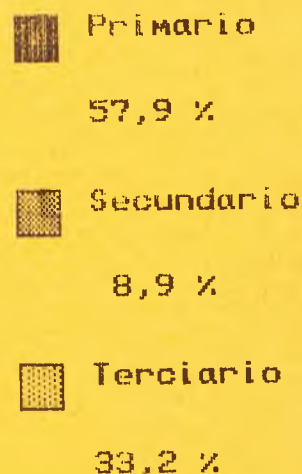 Primario
57,9 %
Secundario
8,9 %
Terciario
33,2 %